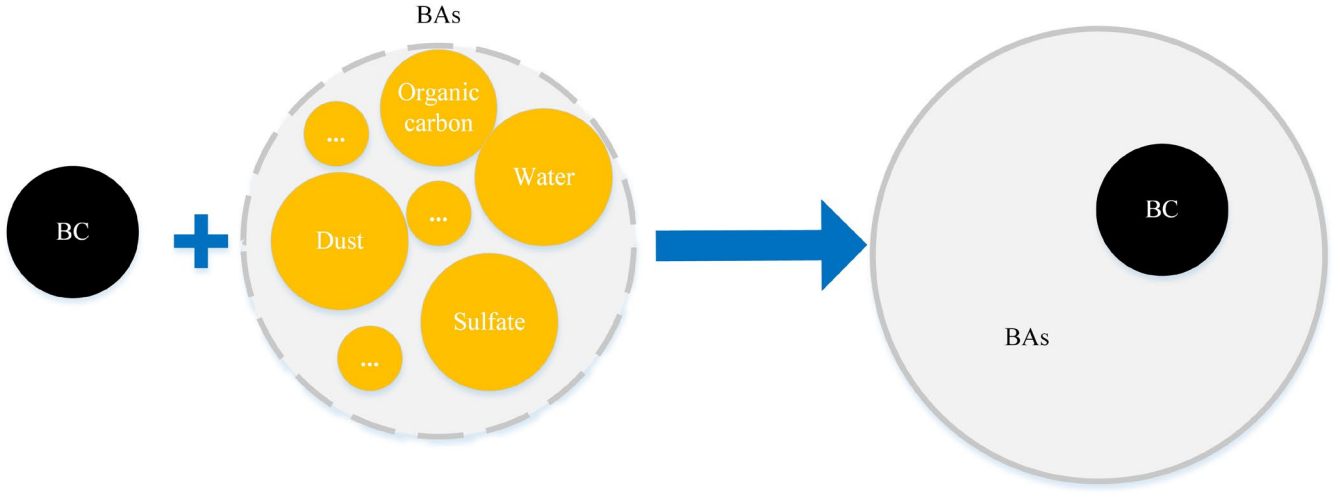 BAs
Organic
carbon
...
Water
BC
...
Dust
Sulfate
...
BC
BAs